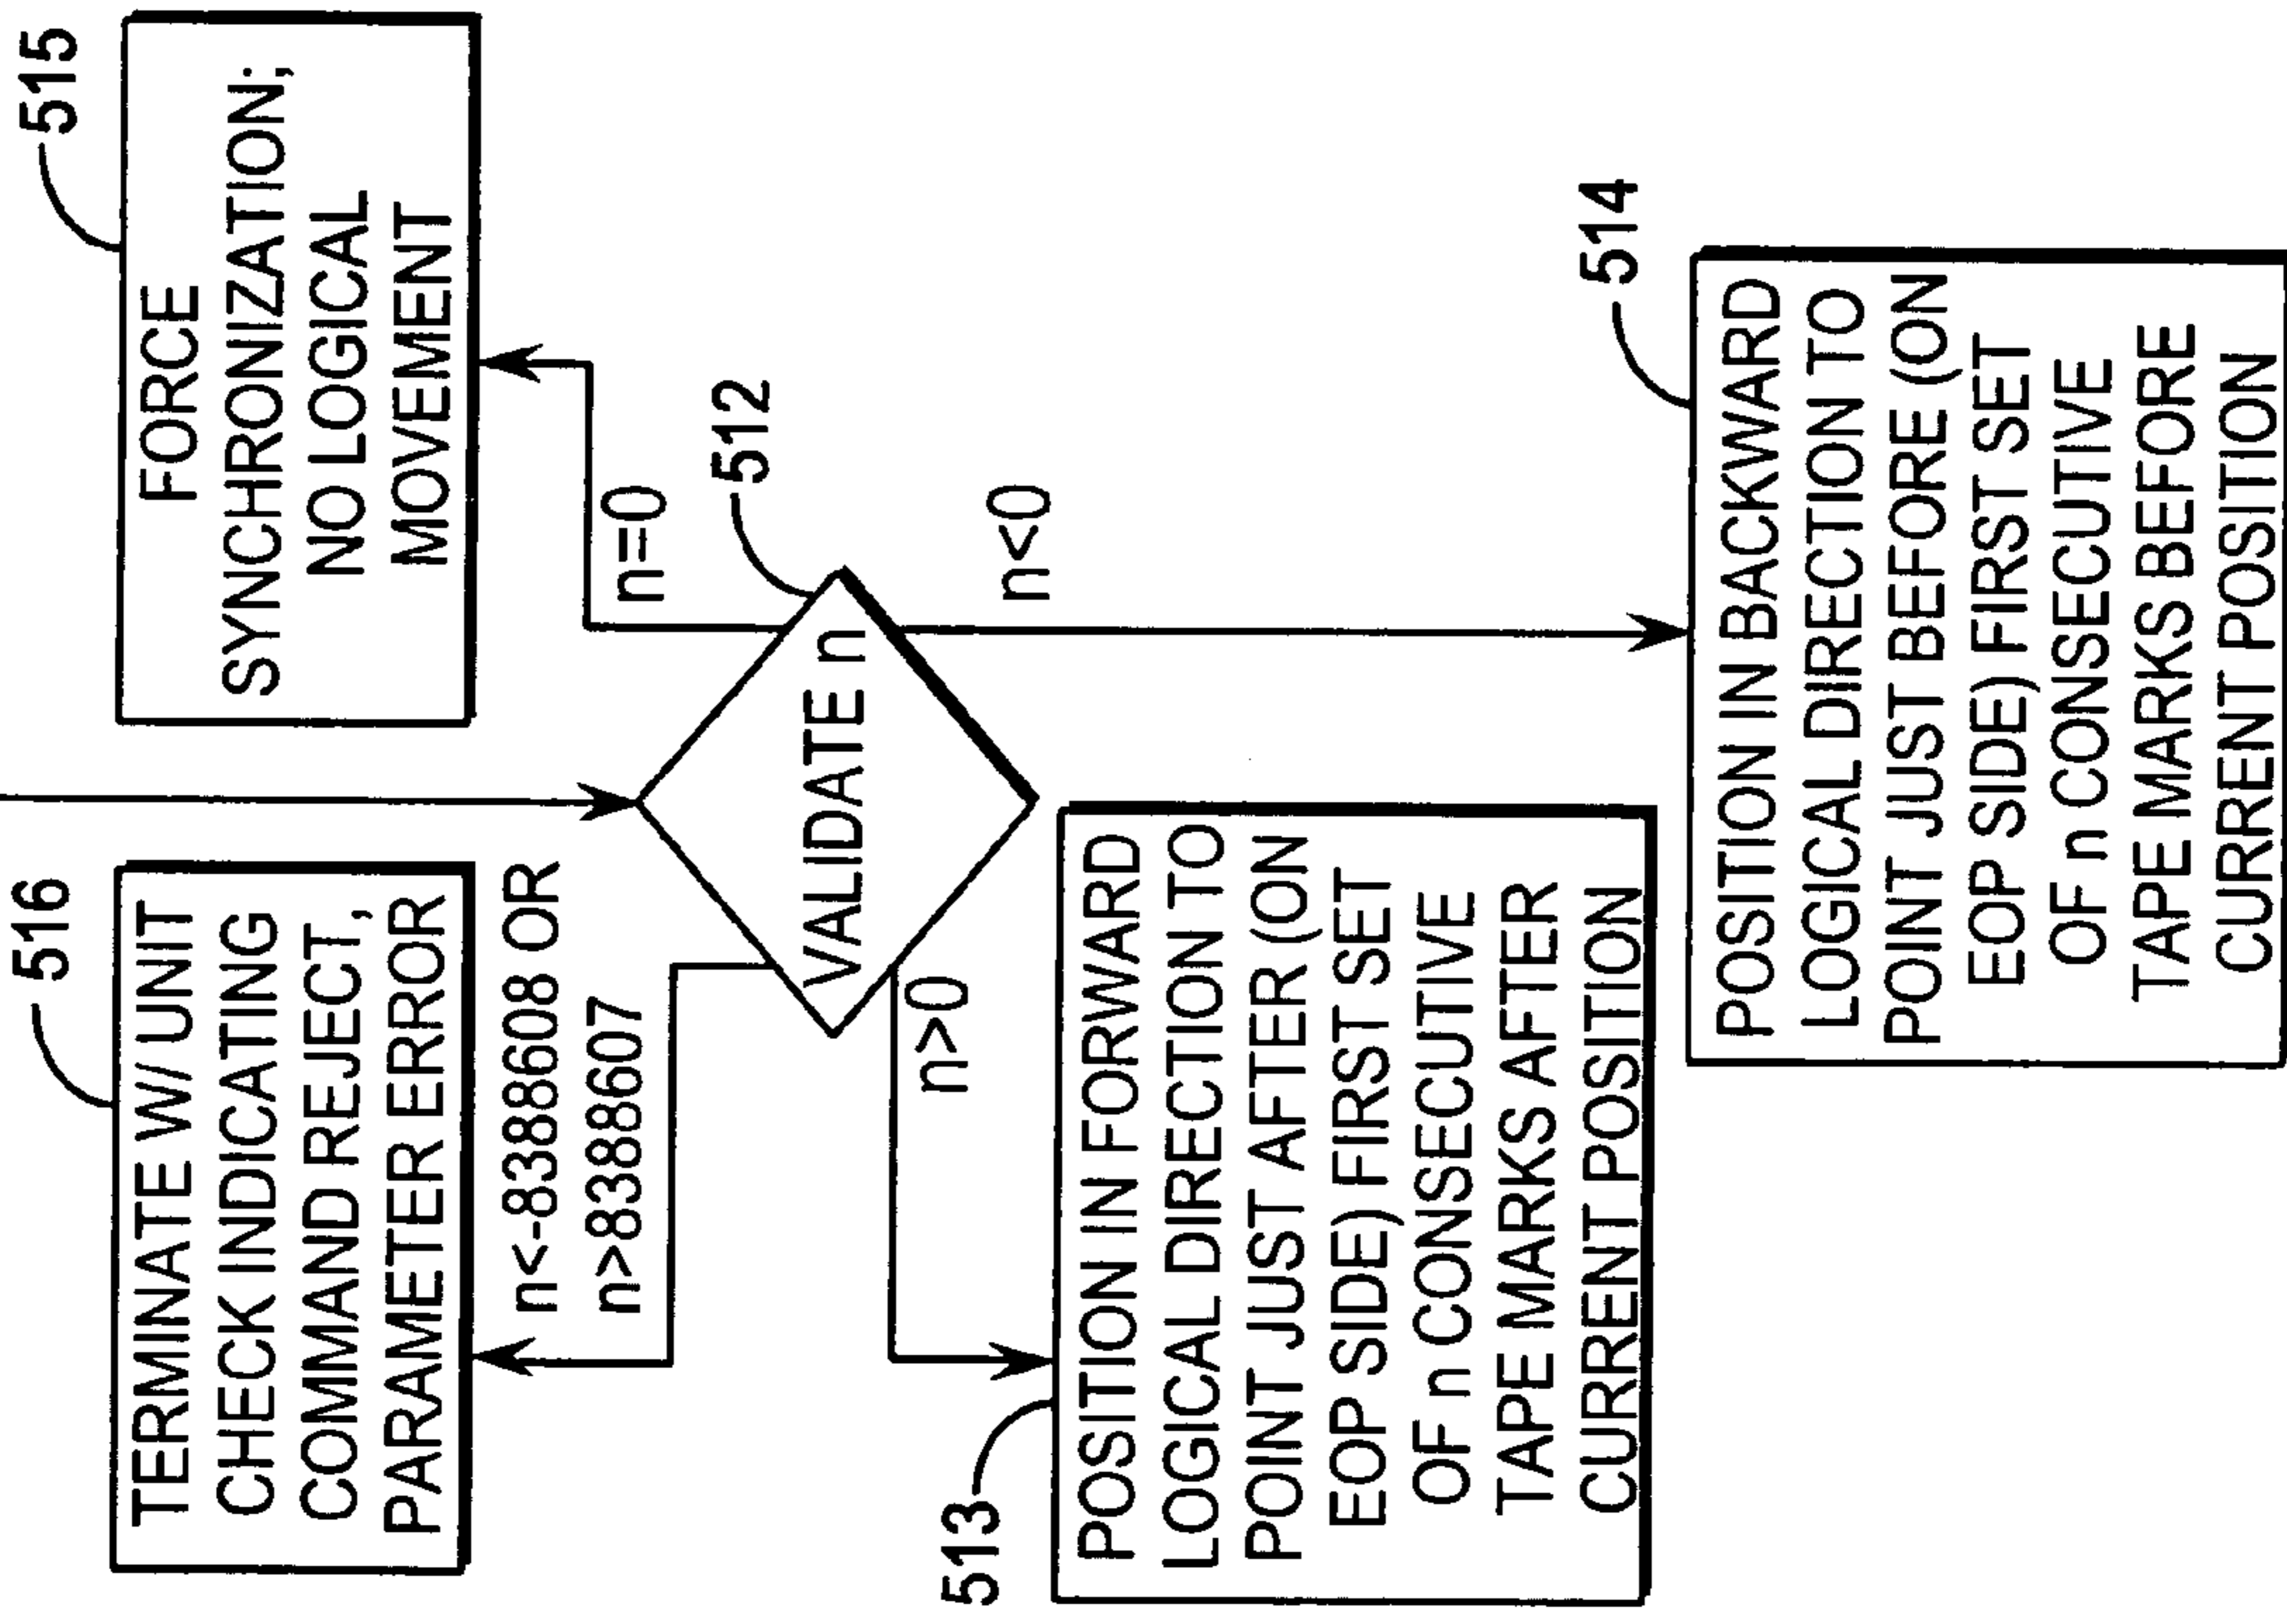 516
TERMINATE W/ UNIT
CHECK INDICATING
COMMAND REJECT,
PARAMETER ERROR
515
FORCE
SYNCHRONIZATION;
NO LOGICAL
MOVEMENT
n<-8388608 OR
n>8388607
n=0
512
VALIDATE n
n>0
n<0
513
POSITION IN FORWARD
LOGICAL DIRECTION TO
POINT JUST AFTER (ON
EOP SIDE) FIRST SET
OF n CONSECUTIVE
TAPE MARKS AFTER
CURRENT POSITION
514
POSITION IN BACKWARD
LOGICAL DIRECTION TO
POINT JUST BEFORE (ON
EOP SIDE) FIRST SET
OF n CONSECUTIVE
TAPE MARKS BEFORE
CURRENT POSITION